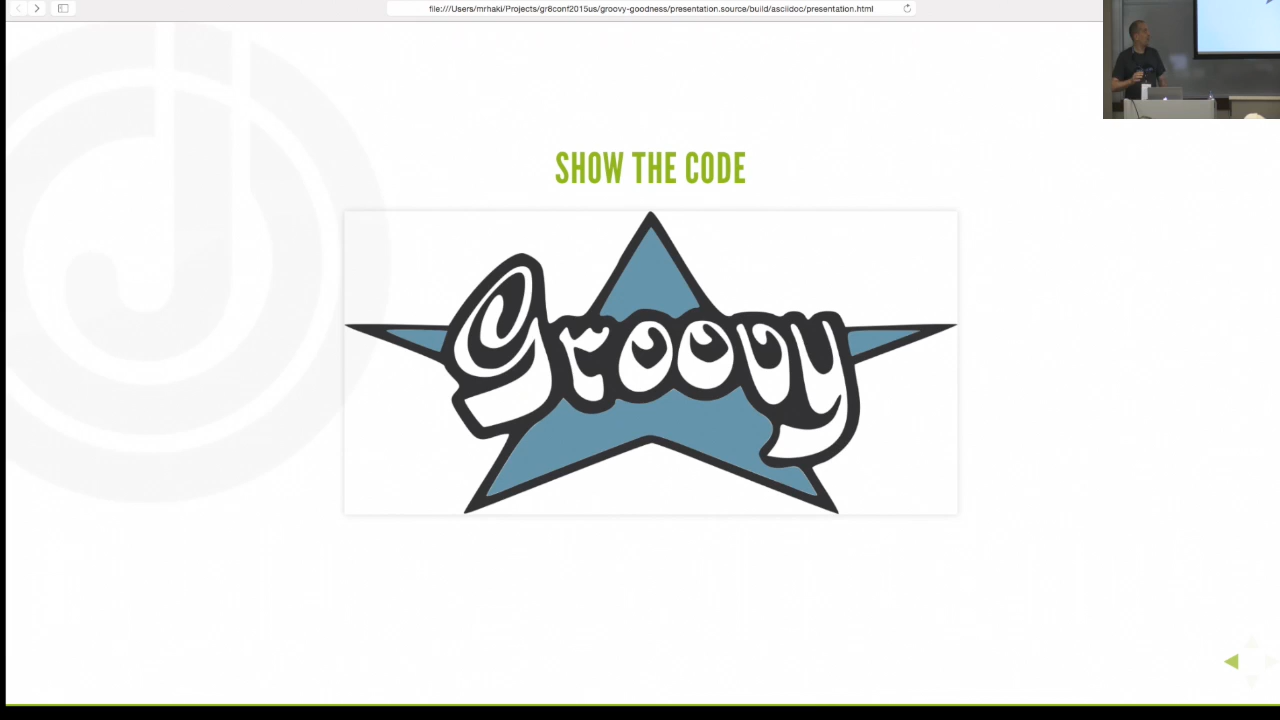 file:///Users/mrhaki/Projects/gr8conf2015us/groovy-goodness/presentation.source/build/asciidoc/presentation.html
SHOW THE CODE
Groovy